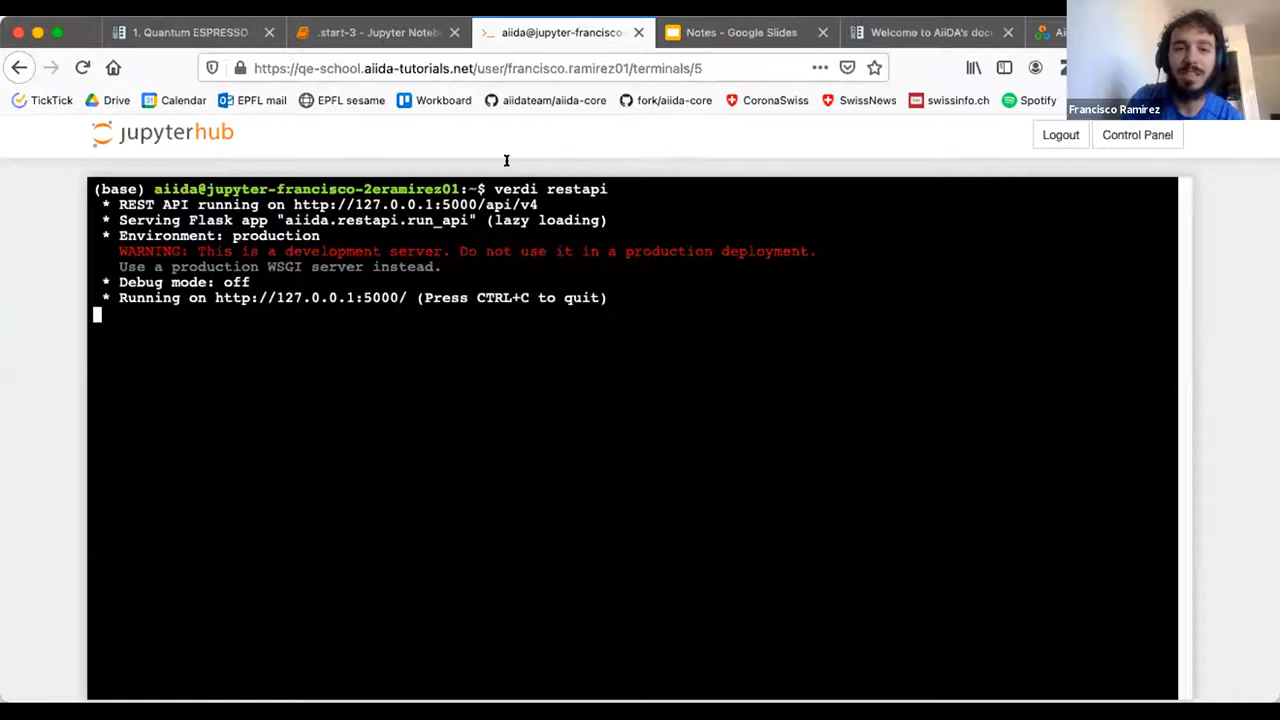 1. Quantum ESPRESSO
.start-3 - Jupyter Noteb
aiida@jupyter-francisco
Notes - Google Slides
Welcome to AiiDA's doc
Aii
https://qe-school.aiida-tutorials.net/user/francisco.ramirez01/terminals/5
TickTick
Drive
Calendar
EPFL mail
EPFL sesame
Workboard
aiidateam/aiida-core
fork/aiida-core
CoronaSwiss
SwissNews
swissinfo.ch
Spotify
Francisco Ramirez
jupyterhub
Logout
Control Panel
(base) aiida@jupyter-francisco-2eramirez01:~$ verdi restapi
* REST API running on http://127.0.0.1:5000/api/v4
* Serving Flask app "aiida.restapi.run_api" (lazy loading)
* Environment: production
WARNING: This is a development server. Do not use it in a production deployment.
Use a production WSGI server instead.
* Debug mode: off
* Running on http://127.0.0.1:5000/ (Press CTRL+C to quit)